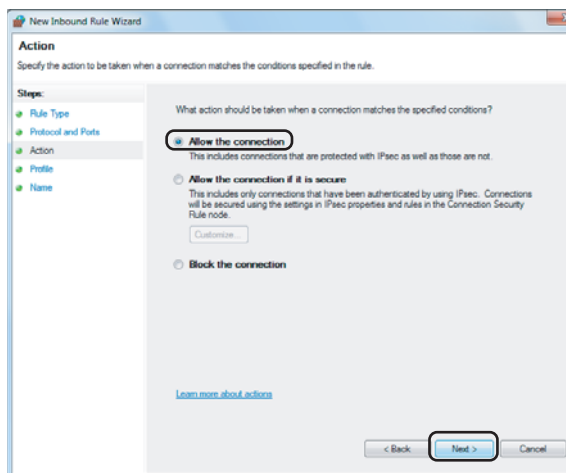 New Inbound Rule Wizard
Action
Specify the action to be taken when a connection matches the conditions specified in the rule.
Steps:
Rule Type
Protocol and Ports
Action
Profile
Name
What action should be taken when a connection matches the specified conditions?
Allow the connection
This includes connections that are protected with IPsec as well as those are not.
Allow the connection if it is secure
This includes only connections that have been authenticated by using IPsec. Connections
will be secured using the settings in IPsec properties and rules in the Connection Security
Rule node.
Customize...
Block the connection
Learn more about actions
< Back
Next >
Cancel